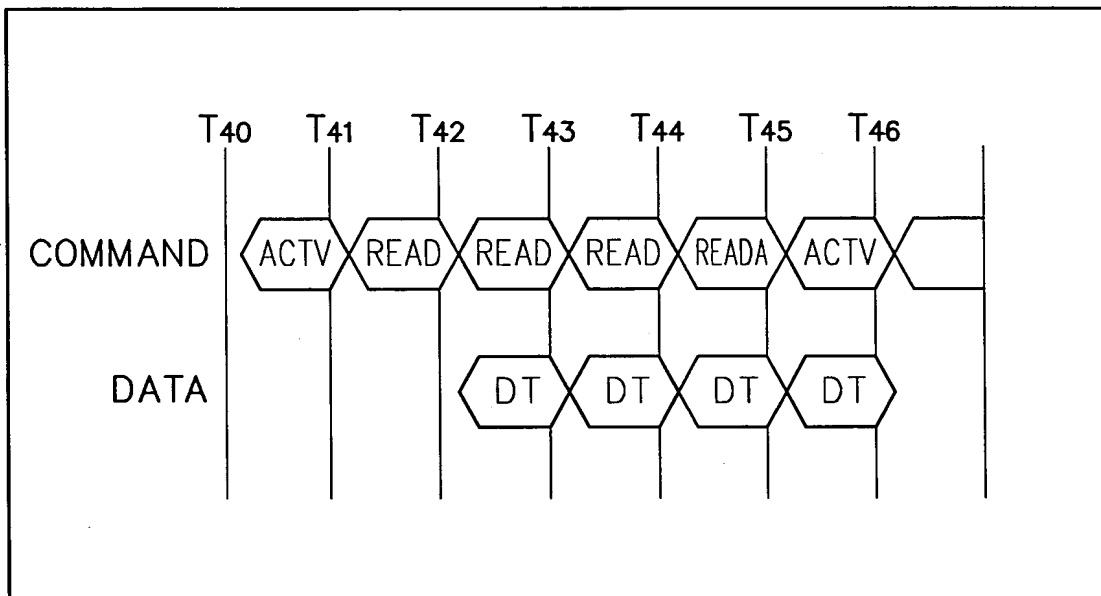 T40 T41 T42 T43 T44 T45 T46
COMMAND ACTV READ READ READ READA ACTV
DATA DT DT DT DT